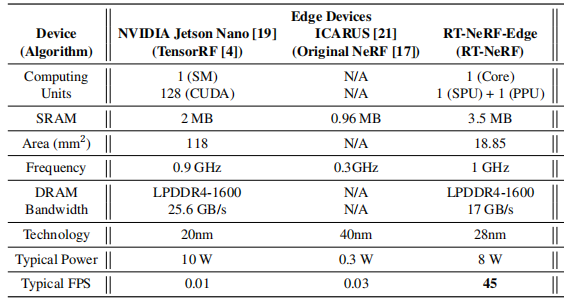 Edge Devices
Device NVIDIA Jetson Nano [19] ICARUS [21] RT-NeRF-Edge
(Algorithm) (TensorRF [4]) (Original NeRF [17]) (RT-NeRF)
Computing 1 (SM) N/A 1 (Core)
Units 128 (CUDA) N/A 1 (SPU) + 1 (PPU)
SRAM 2 MB 0.96 MB 3.5 MB
Area (mm²) 118 N/A 18.85
Frequency 0.9 GHz 0.3GHz 1 GHz
DRAM LPDDR4-1600 N/A LPDDR4-1600
Bandwidth 25.6 GB/s N/A 17 GB/s
Technology 20nm 40nm 28nm
Typical Power 10 W 0.3 W 8 W
Typical FPS 0.01 0.03 45